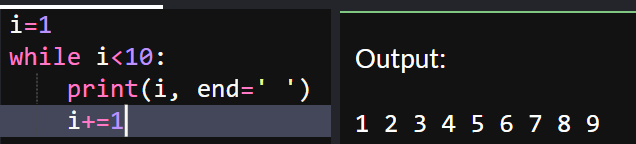 i=1
while i<10:
    print(i, end=' ')
    i+=1
Output:
1 2 3 4 5 6 7 8 9